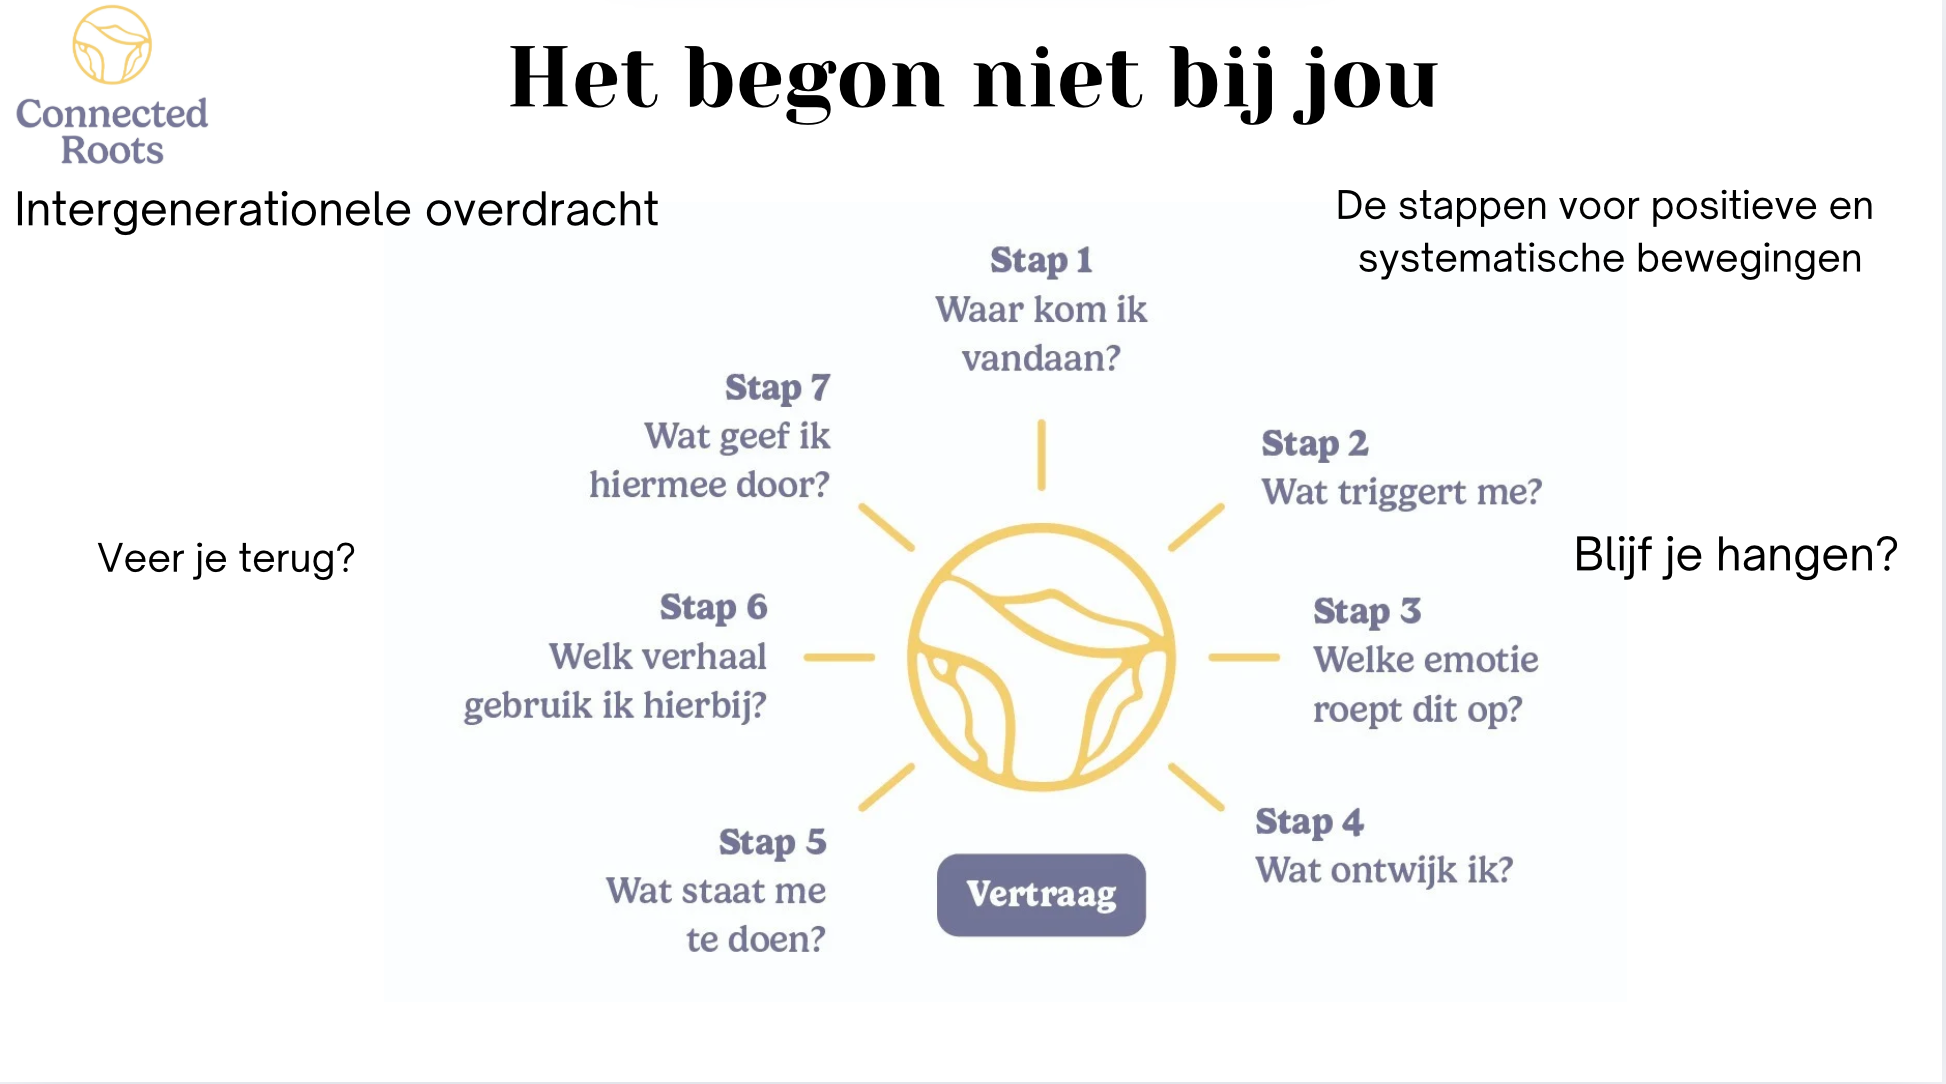 Connected
Roots
Het begon niet bij jou
Intergenerationele overdracht
De stappen voor positieve en
systematische bewegingen
Stap 1
Waar kom ik
vandaan?
Stap 2
Wat triggert me?
Blijf je hangen?
Stap 3
Welke emotie
roept dit op?
Stap 4
Wat ontwijk ik?
Vertraag
Stap 5
Wat staat me
te doen?
Stap 6
Welk verhaal
gebruik ik hierbij?
Veer je terug?
Stap 7
Wat geef ik
hiermee door?